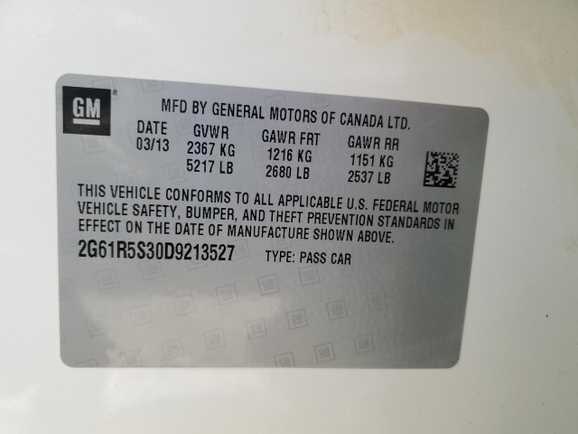 GM
MFD BY GENERAL MOTORS OF CANADA LTD.
DATE GVWR GAWR FRT GAWR RR
03/13 2367 KG 1216 KG 1151 KG
5217 LB 2680 LB 2537 LB
THIS VEHICLE CONFORMS TO ALL APPLICABLE U.S. FEDERAL MOTOR
VEHICLE SAFETY, BUMPER, AND THEFT PREVENTION STANDARDS IN
EFFECT ON THE DATE OF MANUFACTURE SHOWN ABOVE.
2G61R5S30D9213527 TYPE: PASS CAR